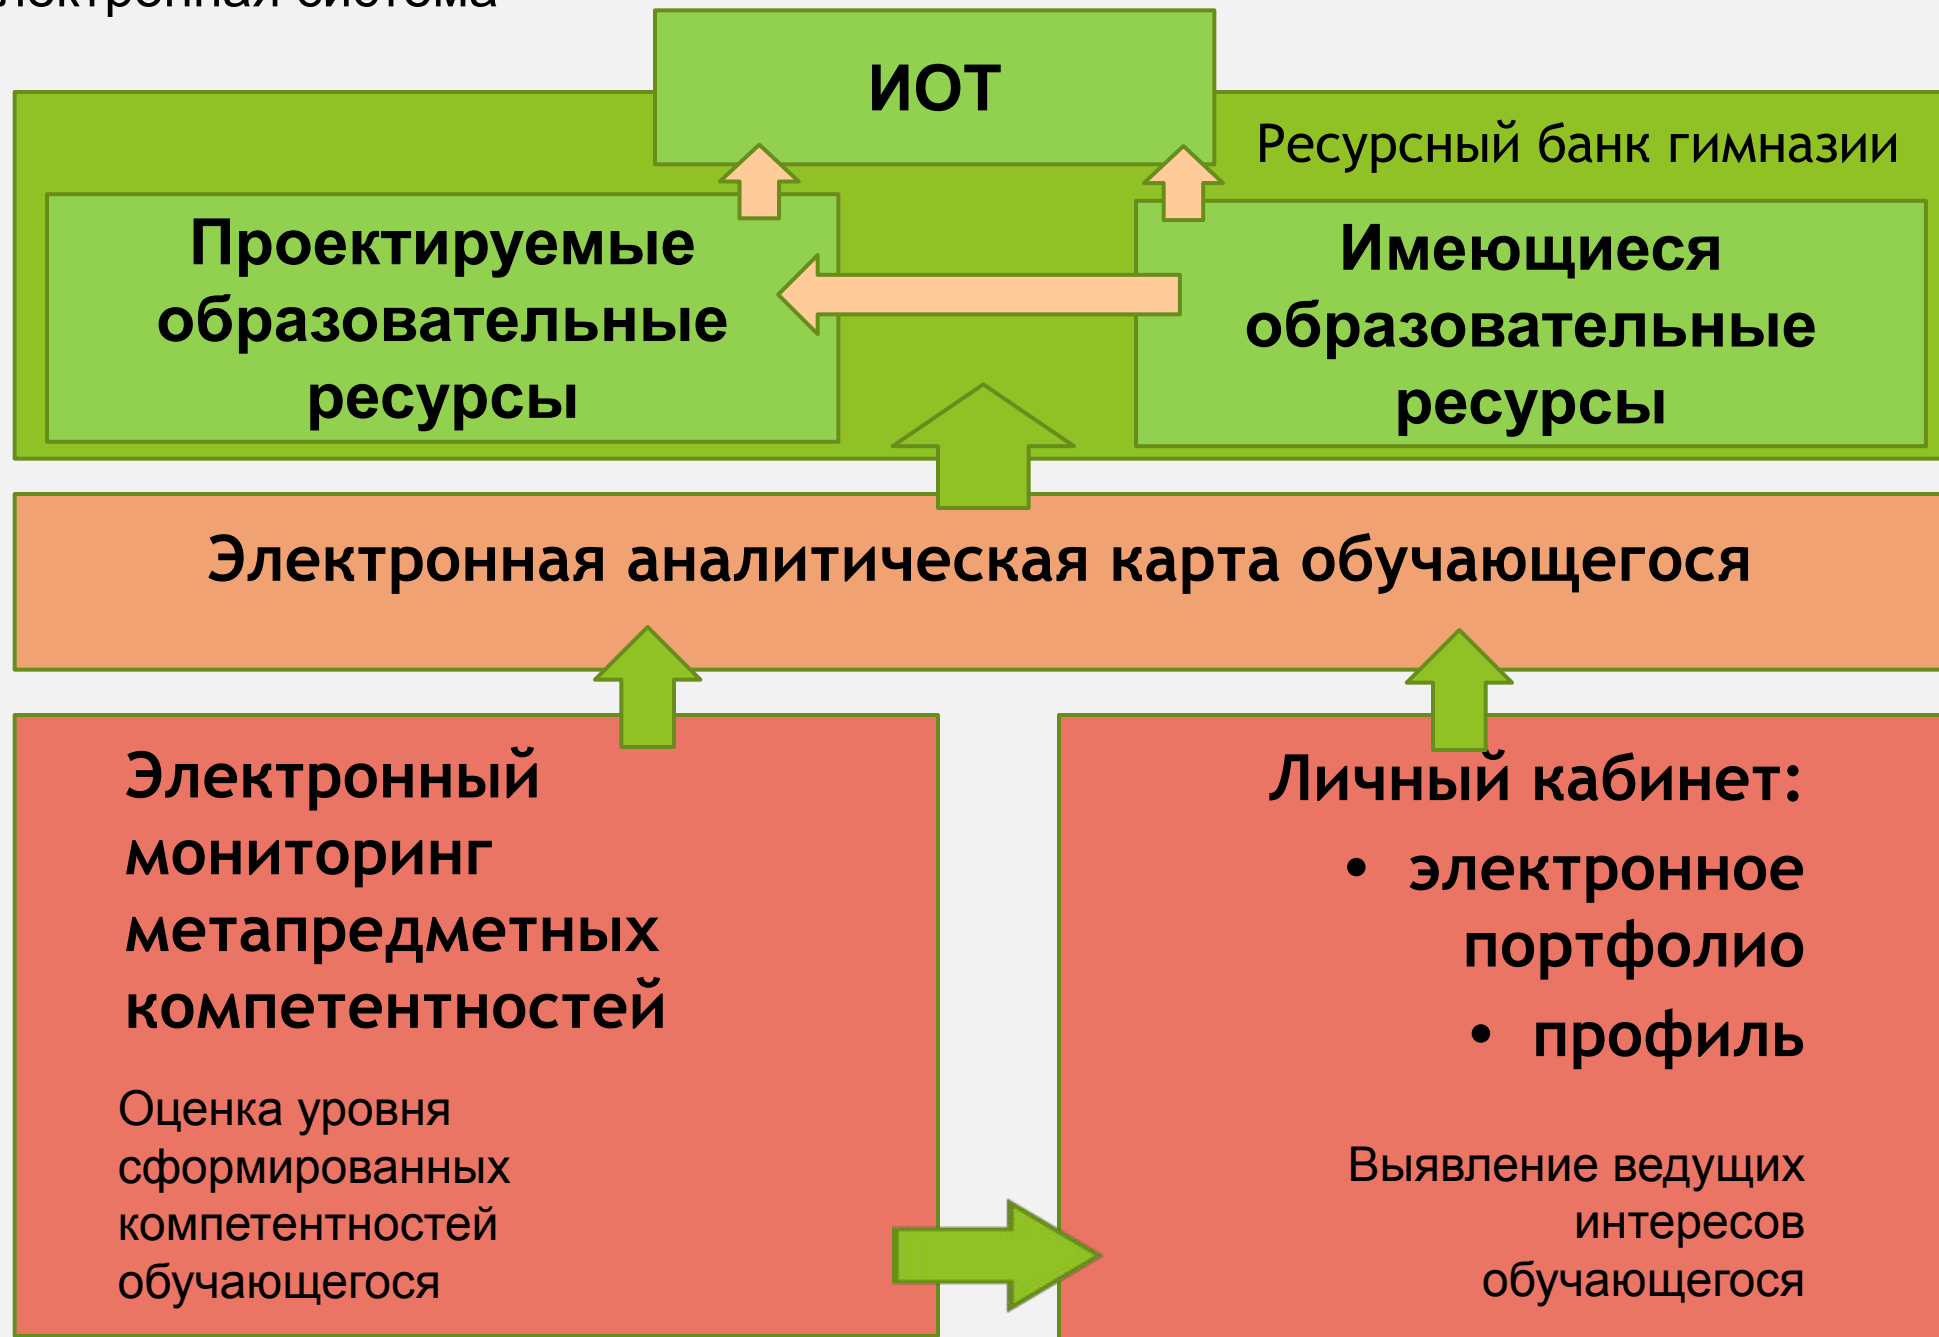 система
ИОТ
Ресурсный банк гимназии
Проектируемые
образовательные
ресурсы
Имеющиеся
образовательные
ресурсы
Электронная аналитическая карта обучающегося
Электронный
мониторинг
метапредметных
компетентностей
Оценка уровня
сформированных
компетентностей
обучающегося
Личный кабинет:
• электронное
портфолио
• профиль
Выявление ведущих
интересов
обучающегося